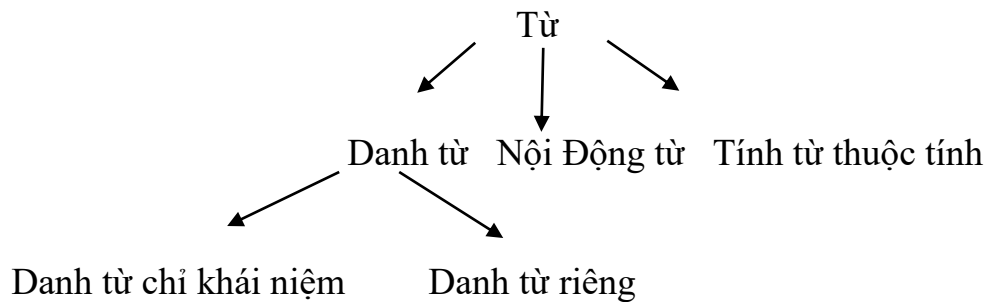 Từ
Danh từ Nội Động từ Tính từ thuộc tính
Danh từ chỉ khái niệm Danh từ riêng